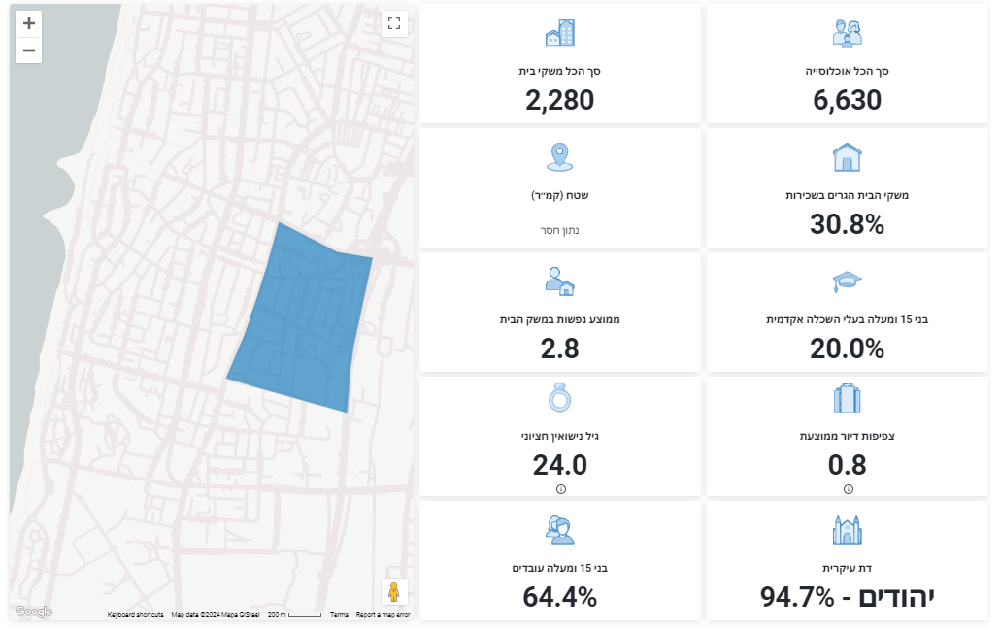 סך הכל אוכלוסייה
6,630
סך הכל משקי בית
2,280
משקי הבית הגרים בשכירות
30.8%
שטח (קמ״ר)
נתון חסר
בני 15 ומעלה בעלי השכלה אקדמית
20.0%
ממוצע נפשות במשק הבית
2.8
צפיפות דיור ממוצעת
0.8
גיל נישואין חציוני
24.0
דת עיקרית
יהודים - 94.7%
בני 15 ומעלה עובדים
64.4%
Google
Keyboard shortcuts Map data ©2024 Mapa GISrael 200 m Terms Report a map error